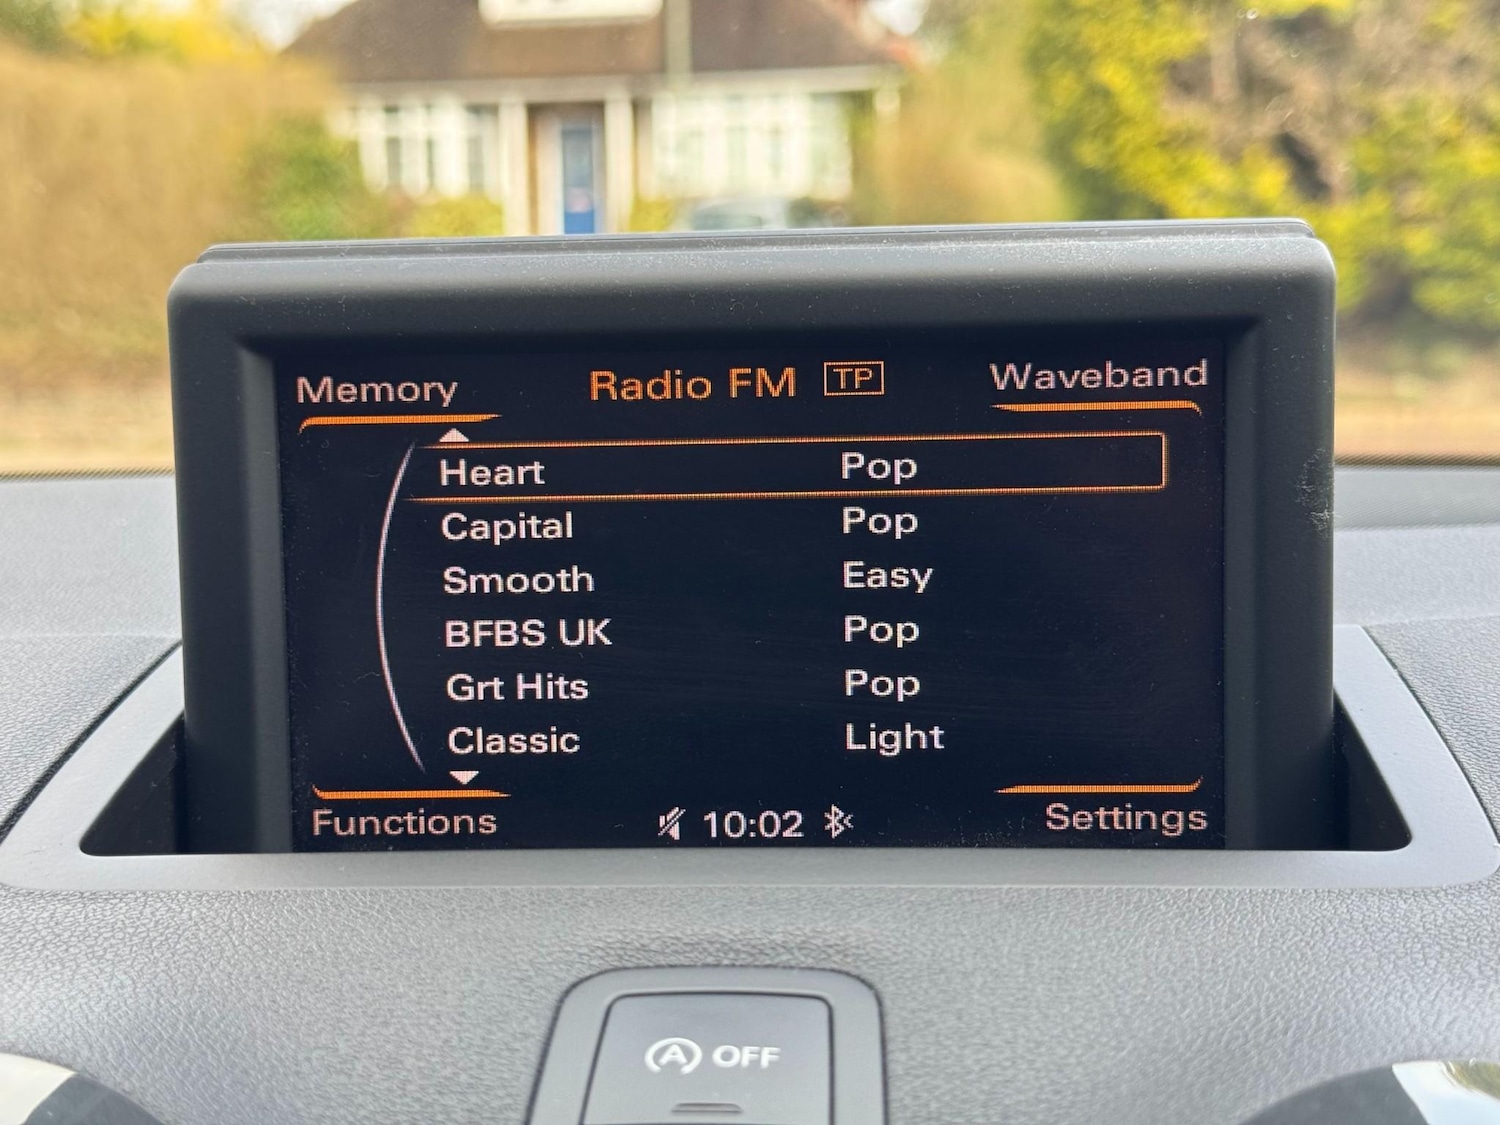 Memory Radio FM TP Waveband
Heart Pop
Capital Pop
Smooth Easy
BFBS UK Pop
Grt Hits Pop
Classic Light
Functions 10:02 Settings
A OFF